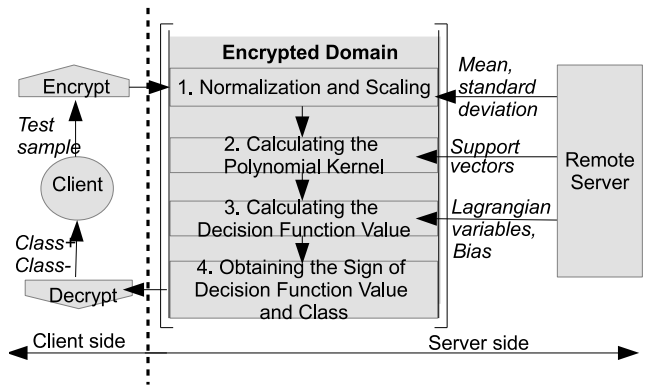 Encrypted Domain
Encrypt
1. Normalization and Scaling
Mean,
standard
deviation
Test
sample
2. Calculating the
Polynomial Kernel
Support
vectors
Remote
Server
Client
3. Calculating the
Decision Function Value
Lagrangian
variables,
Bias
Class+
Class-
4. Obtaining the Sign of
Decision Function Value
and Class
Decrypt
Client side
Server side